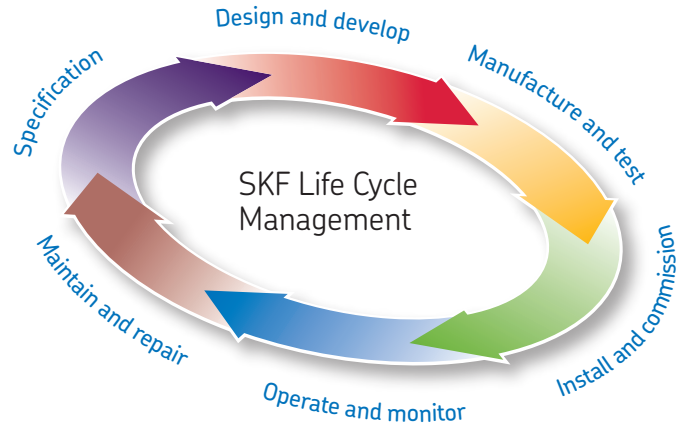 Design and develop
Manufacture and test
Specification
SKF Life Cycle
Management
Install and commission
Maintain and repair
Operate and monitor